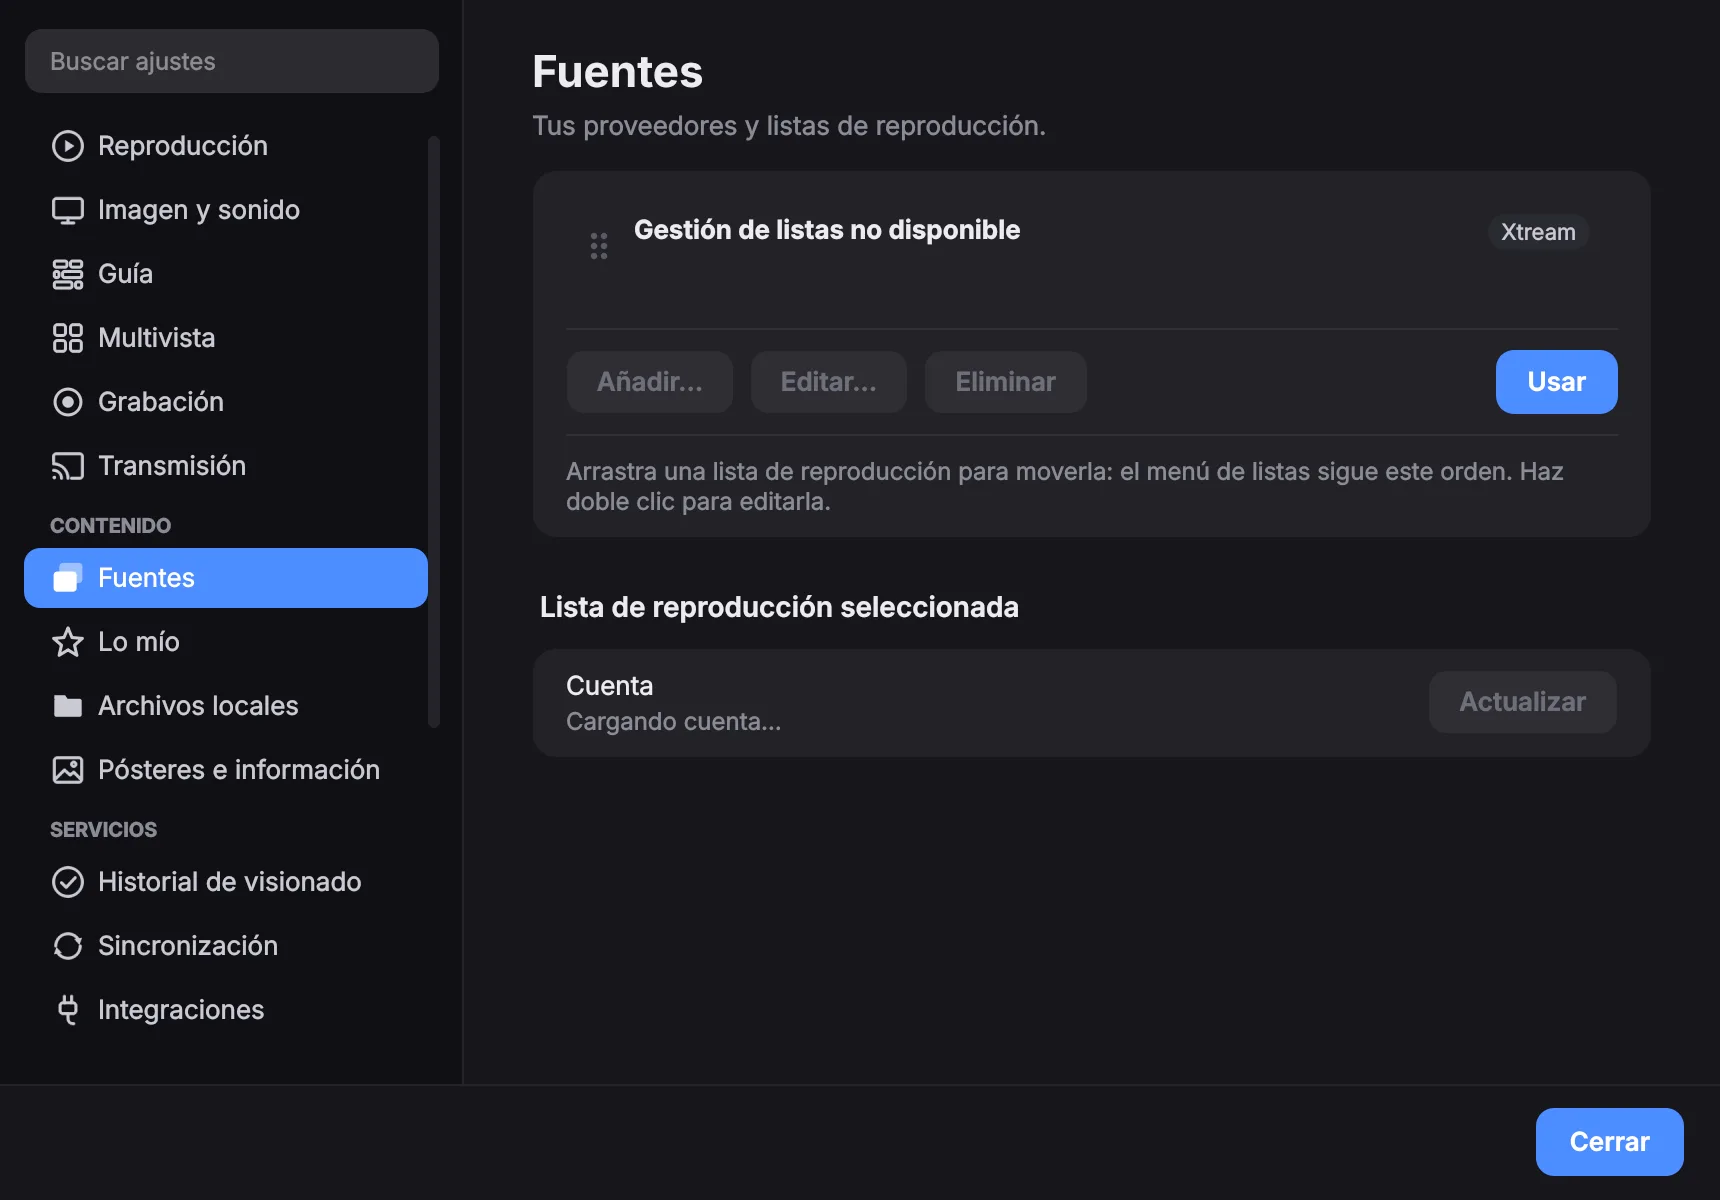 Buscar ajustes
Reproducción
Imagen y sonido
Guía
Multivista
Grabación
Transmisión
CONTENIDO
Fuentes
Lo mío
Archivos locales
Pósteres e información
SERVICIOS
Historial de visionado
Sincronización
Integraciones
Fuentes
Tus proveedores y listas de reproducción.
Gestión de listas no disponible
Xtream
Añadir...
Editar...
Eliminar
Usar
Arrastra una lista de reproducción para moverla: el menú de listas sigue este orden. Haz
doble clic para editarla.
Lista de reproducción seleccionada
Cuenta
Cargando cuenta...
Actualizar
Cerrar